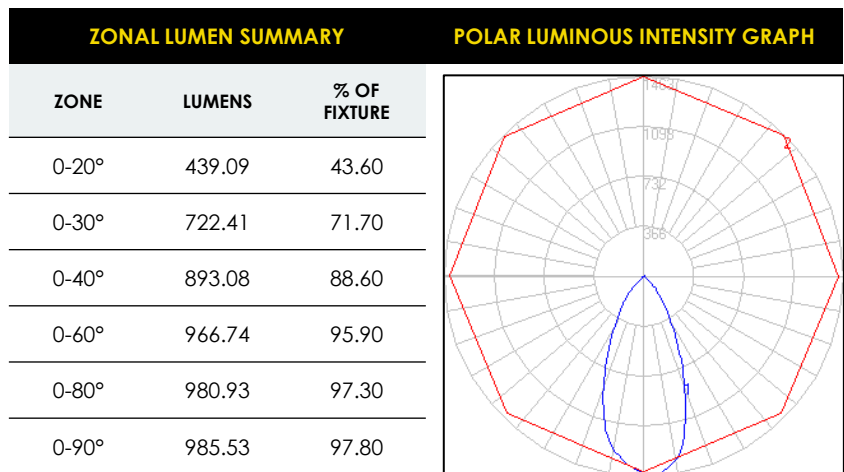 ZONAL LUMEN SUMMARY
ZONE LUMENS % OF FIXTURE
0-20° 439.09 43.60
0-30° 722.41 71.70
0-40° 893.08 88.60
0-60° 966.74 95.90
0-80° 980.93 97.30
0-90° 985.53 97.80
POLAR LUMINOUS INTENSITY GRAPH
1098
2
732
366
1